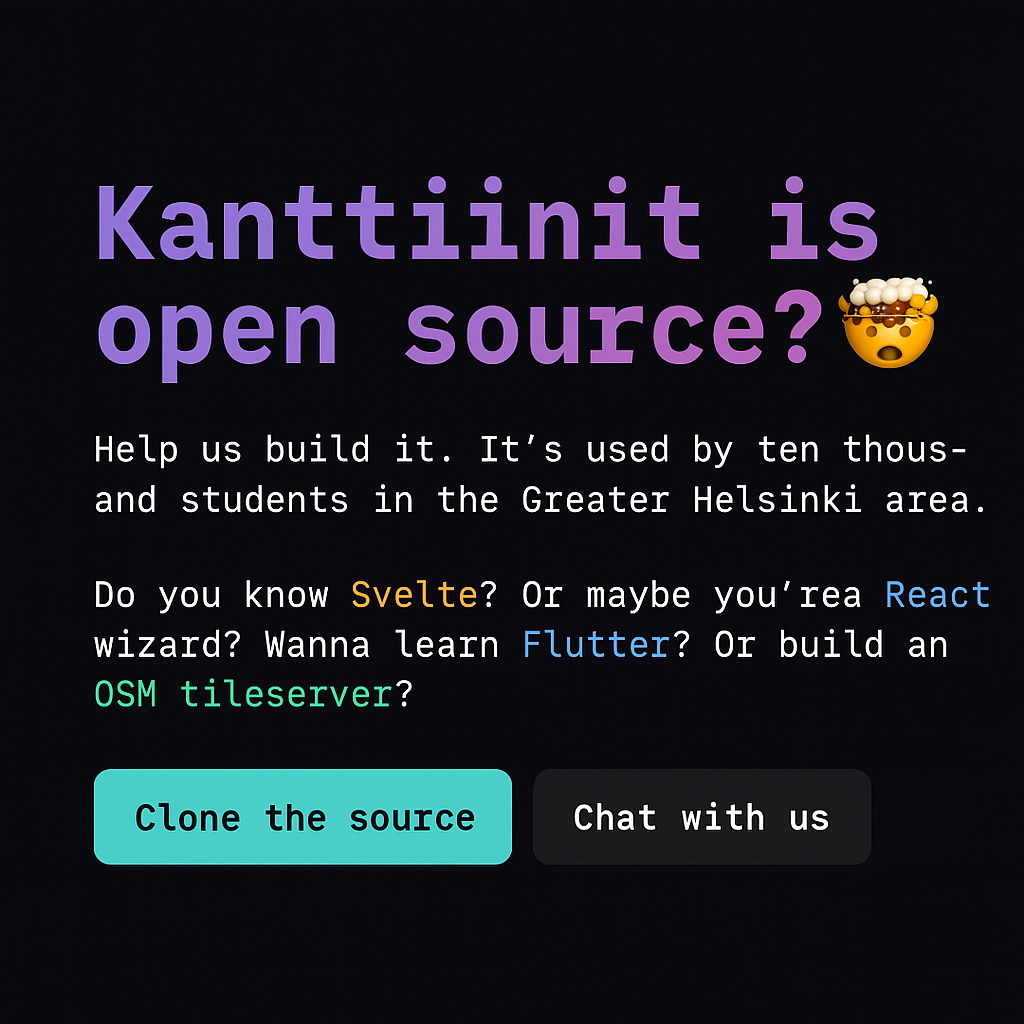 Kanttiinit is
open source?🤯
Help us build it. It’s used by ten thous-
and students in the Greater Helsinki area.
Do you know Svelte? Or maybe you’rea React
wizard? Wanna learn Flutter? Or build an
OSM tileserver?
Clone the source
Chat with us